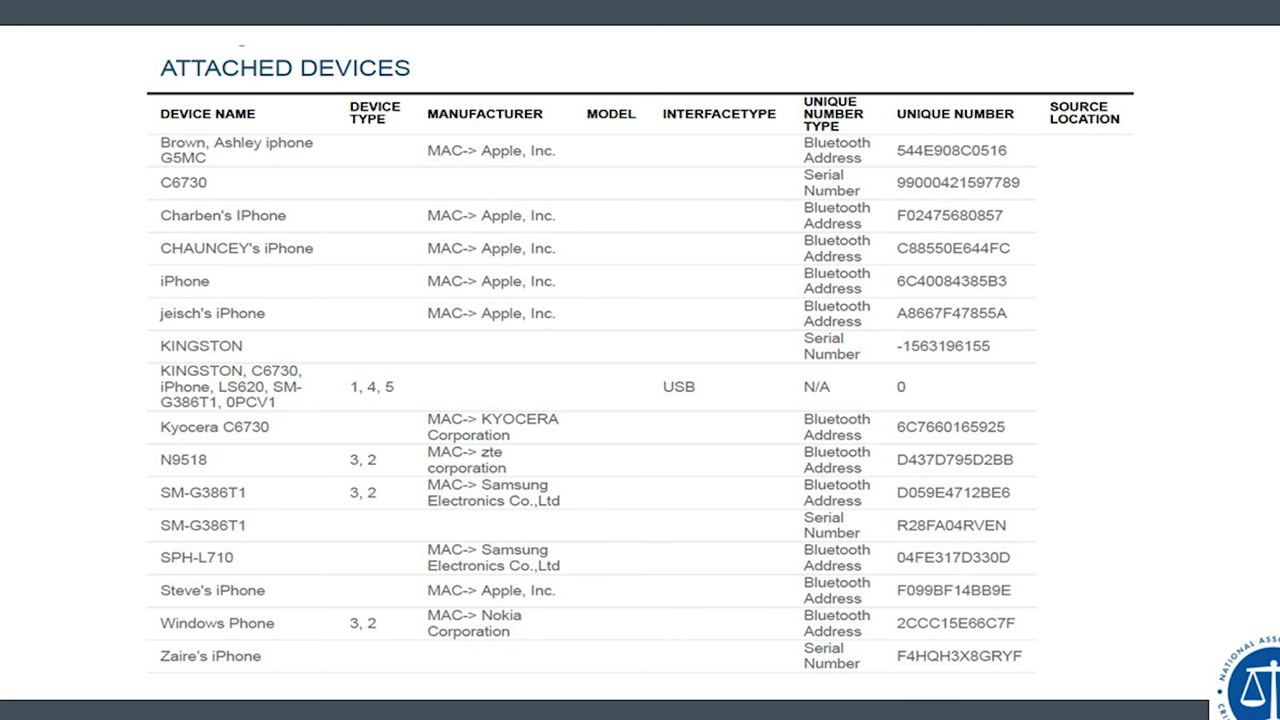 ATTACHED DEVICES
DEVICE NAME DEVICE TYPE MANUFACTURER MODEL INTERFACETYPE UNIQUE NUMBER TYPE UNIQUE NUMBER SOURCE LOCATION
Brown, Ashley iphone G5MC MAC-> Apple, Inc. Bluetooth Address 544E908C0516
C6730 Serial Number 99000421597789
Charben's IPhone MAC-> Apple, Inc. Bluetooth Address F02475680857
CHAUNCEY's iPhone MAC-> Apple, Inc. Bluetooth Address C88550E644FC
iPhone MAC-> Apple, Inc. Bluetooth Address 6C40084385B3
jeisch's iPhone MAC-> Apple, Inc. Bluetooth Address A8667F47855A
KINGSTON Serial Number -1563196155
KINGSTON, C6730, iPhone, LS620, SM-G386T1, 0PCV1 1, 4, 5 USB N/A 0
Kyocera C6730 MAC-> KYOCERA Corporation Bluetooth Address 6C7660165925
N9518 3, 2 MAC-> zte corporation Bluetooth Address D437D795D2BB
SM-G386T1 3, 2 MAC-> Samsung Electronics Co.,Ltd Bluetooth Address D059E4712BE6
SM-G386T1 Serial Number R28FA04RVEN
SPH-L710 MAC-> Samsung Electronics Co.,Ltd Bluetooth Address 04FE317D330D
Steve's iPhone MAC-> Apple, Inc. Bluetooth Address F099BF14BB9E
Windows Phone 3, 2 MAC-> Nokia Corporation Bluetooth Address 2CCC15E66C7F
Zaire's iPhone Serial Number F4HQH3X8GRYF
NATIONAL